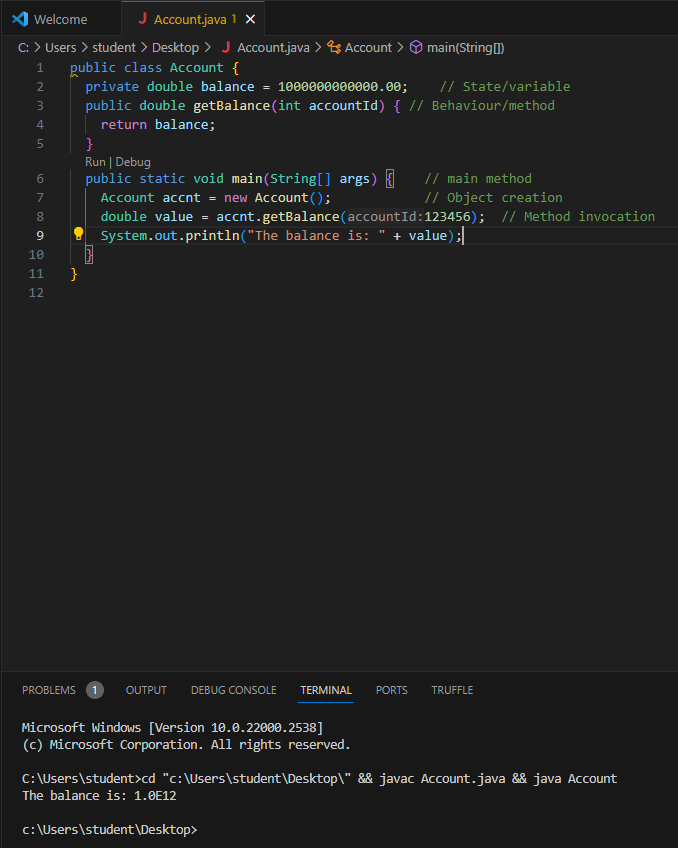 Welcome
J Account.java 1 ✕
C: > Users > student > Desktop > J Account.java > Account > main(String[])
1 public class Account {
2   private double balance = 1000000000000.00;    // State/variable
3   public double getBalance(int accountId) { // Behaviour/method
4     return balance;
5   }
Run | Debug
6   public static void main(String[] args) {    // main method
7     Account accnt = new Account();            // Object creation
8     double value = accnt.getBalance(accountId:123456);  // Method invocation
9     System.out.println("The balance is: " + value);
10   }
11 }
12
PROBLEMS 1 OUTPUT DEBUG CONSOLE TERMINAL PORTS TRUFFLE
Microsoft Windows [Version 10.0.22000.2538]
(c) Microsoft Corporation. All rights reserved.
C:\Users\student>cd "c:\Users\student\Desktop\" && javac Account.java && java Account
The balance is: 1.0E12
c:\Users\student\Desktop>